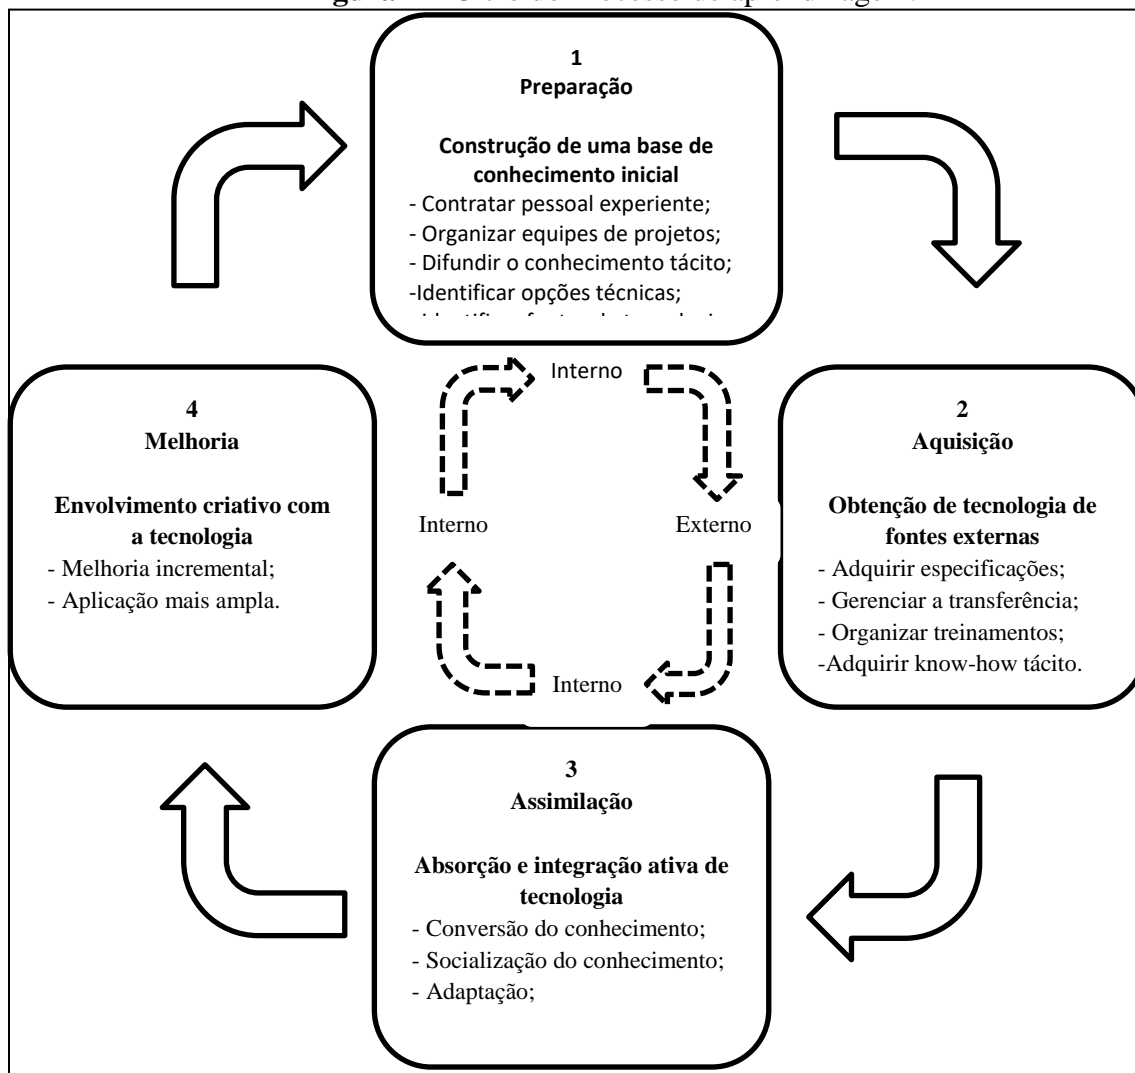 1
Preparação
Construção de uma base de
conhecimento inicial
- Contratar pessoal experiente;
- Organizar equipes de projetos;
- Difundir o conhecimento tácito;
-Identificar opções técnicas;
Interno
4
Melhoria
Envolvimento criativo com
a tecnologia
- Melhoria incremental;
- Aplicação mais ampla.
Interno
Externo
2
Aquisição
Obtenção de tecnologia de
fontes externas
- Adquirir especificações;
- Gerenciar a transferência;
- Organizar treinamentos;
-Adquirir know-how tácito.
Interno
3
Assimilação
Absorção e integração ativa de
tecnologia
- Conversão do conhecimento;
- Socialização do conhecimento;
- Adaptação;